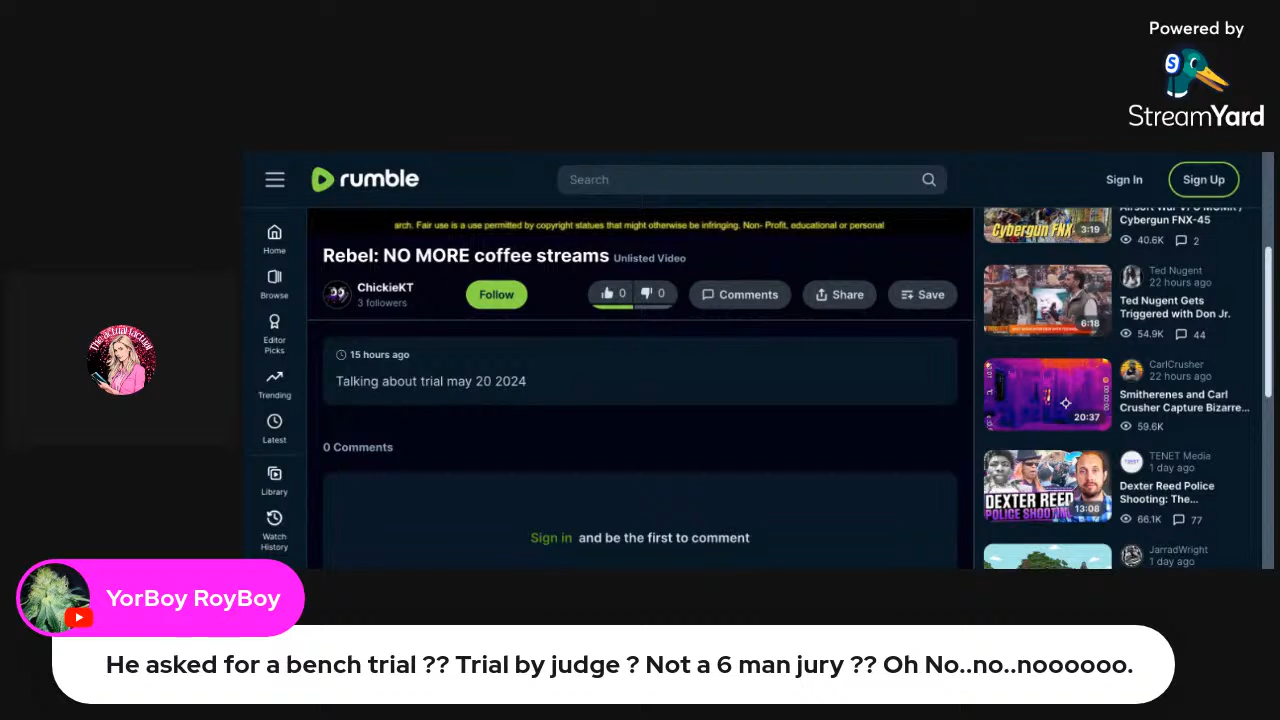 Powered by
StreamYard
rumble
Search
Sign In
Sign Up
Home
Browse
Editor
Picks
Trending
Latest
Library
Watch
History
arch. Fair use is a use permitted by copyright statues that might otherwise be infringing. Non- Profit, educational or personal
Rebel: NO MORE coffee streams Unlisted Video
ChickieKT
3 followers
Follow
0
0
Comments
Share
Save
15 hours ago
Talking about trial may 20 2024
0 Comments
Sign in and be the first to comment
Cybergun FNX
3:19
Cybergun FNX-45
40.6K 2
6:18
Ted Nugent
22 hours ago
Ted Nugent Gets
Triggered with Don Jr.
54.9K 44
20:37
CarlCrusher
22 hours ago
Smitherenes and Carl
Crusher Capture Bizarre...
59.6K
DEXTER REED
POLICE SHOOTING
13:08
TENET Media
1 day ago
Dexter Reed Police
Shooting: The...
66.1K 77
JarradWright
1 day ago
The actual factual
YorBoy RoyBoy
He asked for a bench trial ?? Trial by judge ? Not a 6 man jury ?? Oh No..no..noooooo.